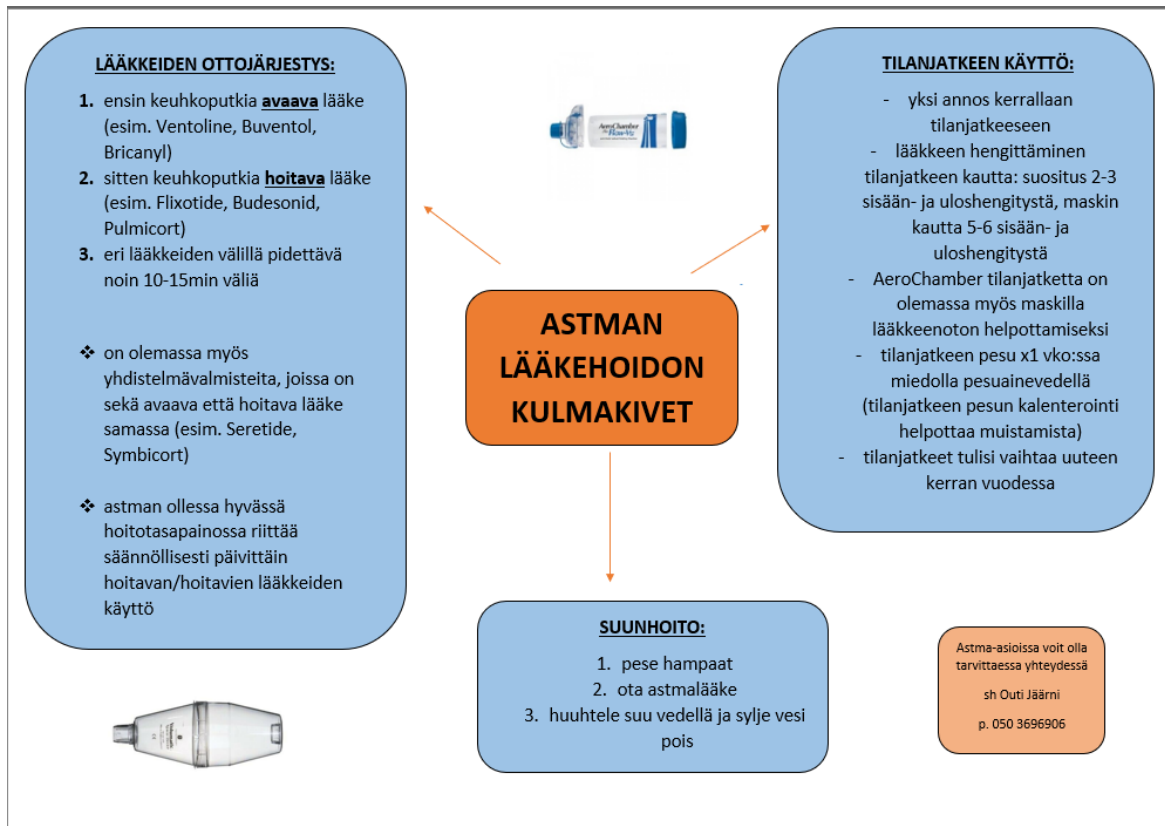 LÄÄKKEIDEN OTTOJÄRJESTYS:
1. ensin keuhkoputkia avaava lääke
(esim. Ventoline, Buventol,
Bricanyl)
2. sitten keuhkoputkia hoitava lääke
(esim. Flixotide, Budesonid,
Pulmicort)
3. eri lääkkeiden välillä pidettävä
noin 10-15min väliä
❖ on olemassa myös
yhdistelmävalmisteita, joissa on
sekä avaava että hoitava lääke
samassa (esim. Seretide,
Symbicort)
❖ astman ollessa hyvässä
hoitotasapainossa riittää
säännöllisesti päivittäin
hoitavan/hoitavien lääkkeiden
käyttö
AeroChamber
Flow-Vu
TILANJATKEEN KÄYTTÖ:
- yksi annos kerrallaan
tilanjatkeeseen
- lääkkeen hengittäminen
tilanjatkeen kautta: suositus 2-3
sisään- ja uloshengitystä, maskin
kautta 5-6 sisään- ja
uloshengitystä
- AeroChamber tilanjatketta on
olemassa myös maskilla
lääkkeenoton helpottamiseksi
- tilanjatkeen pesu x1 vko:ssa
miedolla pesuainevedellä
(tilanjatkeen pesun kalenterointi
helpottaa muistamista)
- tilanjatkeet tulisi vaihtaa uuteen
kerran vuodessa
ASTMAN
LÄÄKEHOIDON
KULMAKIVET
SUUNHOITO:
1. pese hampaat
2. ota astmalääke
3. huuhtele suu vedellä ja sylje vesi
pois
Astma-asioissa voit olla
tarvittaessa yhteydessä
sh Outi Jäärni
p. 050 3696906